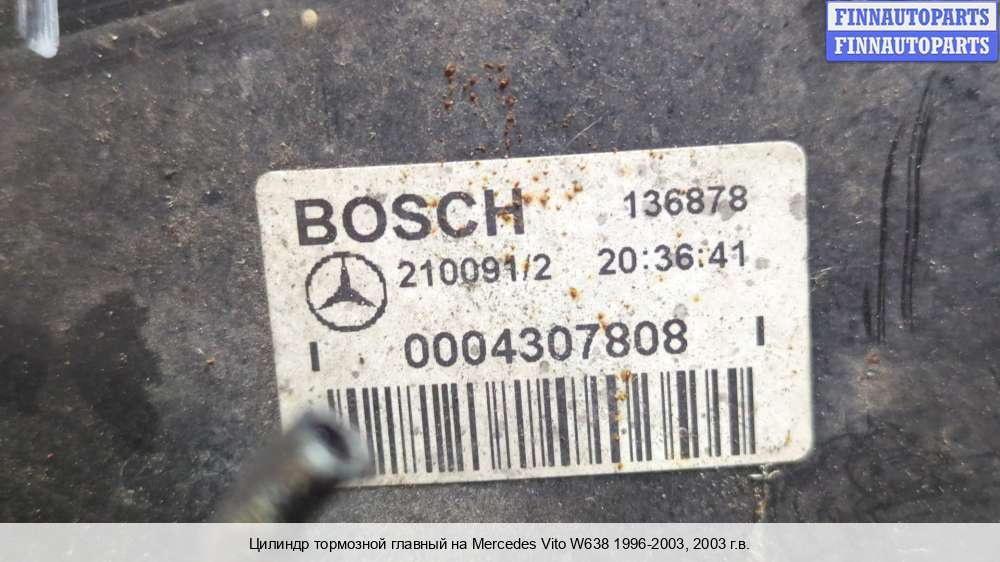 FINNAUTOPARTS
FINNAUTOPARTS
BOSCH 136878
210091/2 20:36:41
0004307808
Цилиндр тормозной главный на Mercedes Vito W638 1996-2003, 2003 г.в.